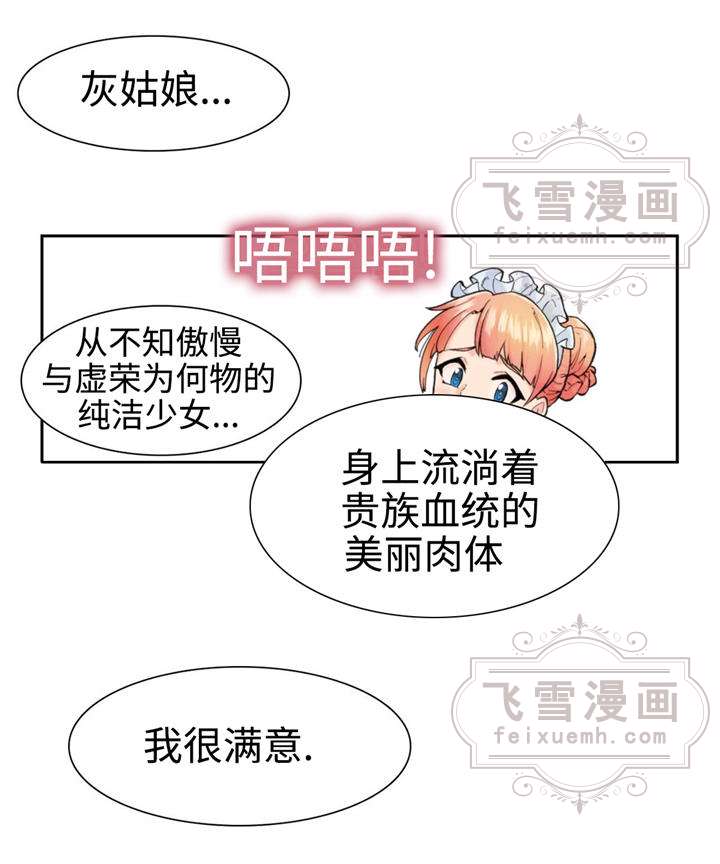 灰姑娘...
飞雪漫画
feixuemh.com
唔唔唔!
从不知傲慢
与虚荣为何物的
纯洁少女...
身上流淌着
贵族血统的
美丽肉体
飞雪漫画
feixuemh.com
我很满意.